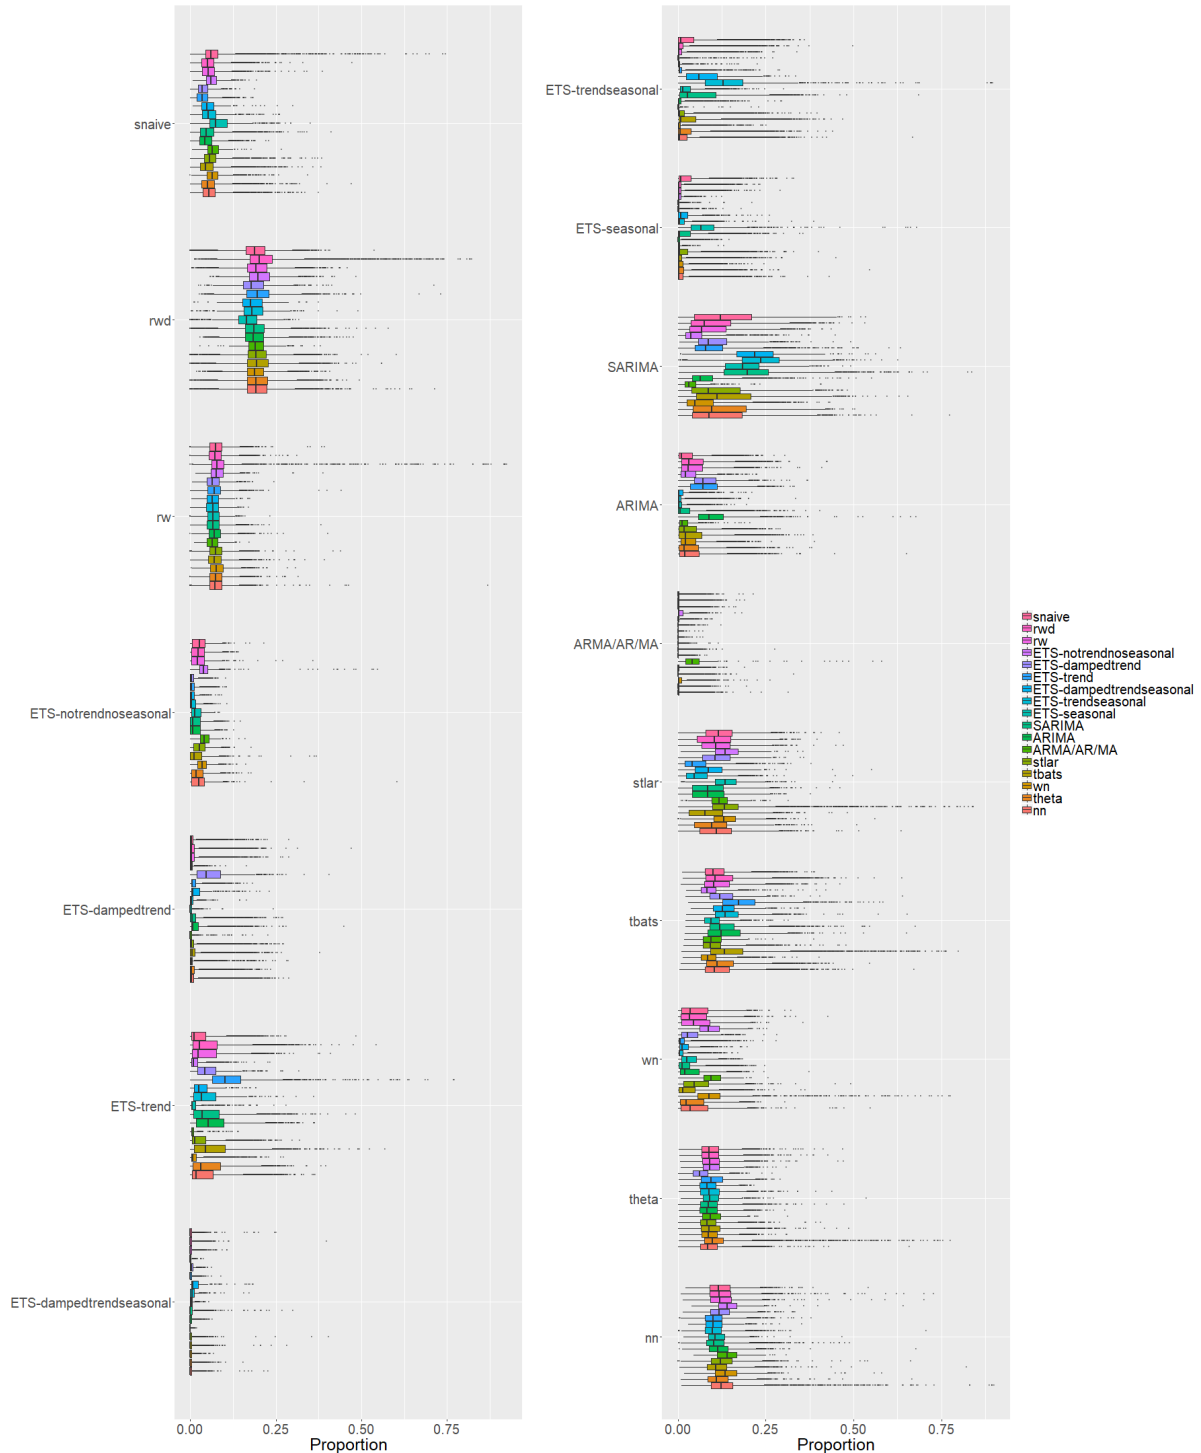 snaive
rwd
rw
ETS-notrendnoseasonal
ETS-dampedtrend
ETS-trend
ETS-dampedtrendseasonal
0.00 0.25 0.50 0.75
Proportion
ETS-trendseasonal
ETS-seasonal
SARIMA
ARIMA
ARMA/AR/MA
stlar
tbats
wn
theta
nn
0.00 0.25 0.50 0.75
Proportion
snaive
rwd
rw
ETS-notrendnoseasonal
ETS-dampedtrend
ETS-trend
ETS-dampedtrendseasonal
ETS-trendseasonal
ETS-seasonal
SARIMA
ARIMA
ARMA/AR/MA
stlar
tbats
wn
theta
nn